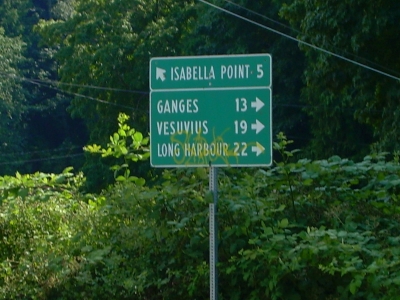 ISABELLA POINT 5
GANGES 13
VESUVIUS 19
LONG HARBOUR 22